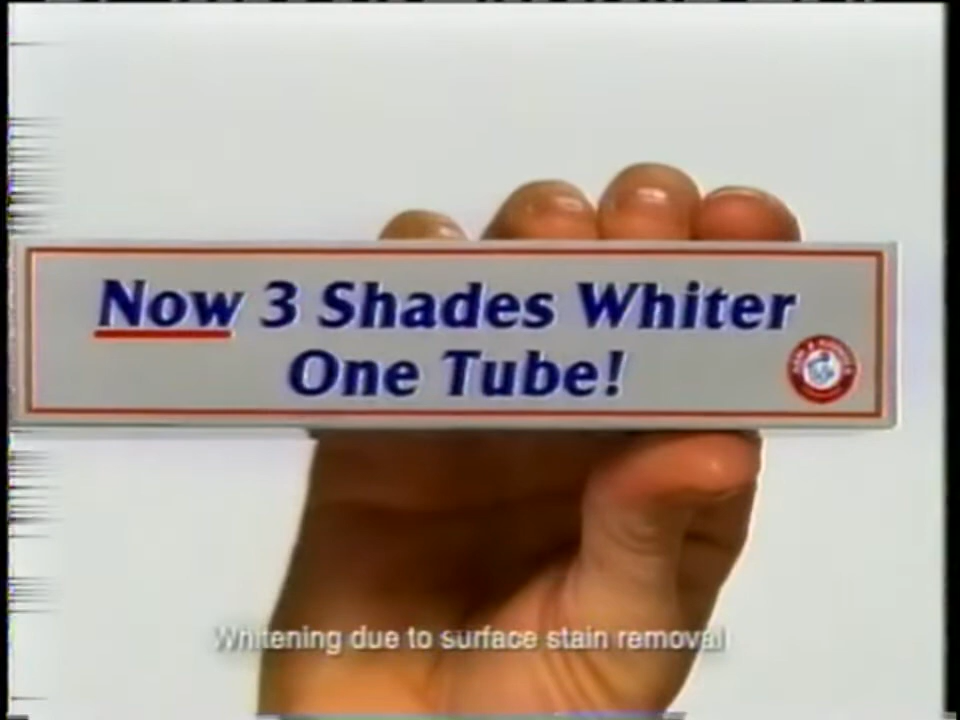 Now 3 Shades Whiter
One Tube!
Whitening due to surface stain removal